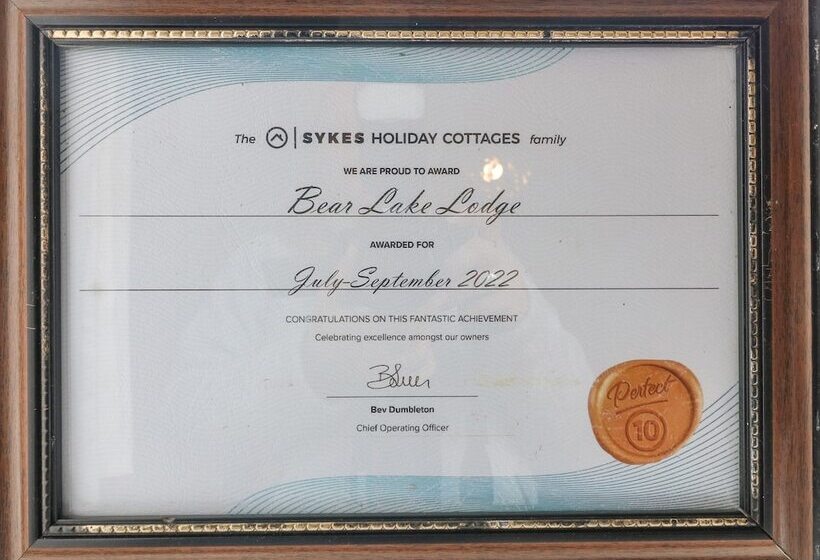 The SYKES HOLIDAY COTTAGES family
WE ARE PROUD TO AWARD
Bear Lake Lodge
AWARDED FOR
July-September 2022
CONGRATULATIONS ON THIS FANTASTIC ACHIEVEMENT
Celebrating excellence amongst our owners
Bev Dumbleton
Chief Operating Officer
Perfect
10